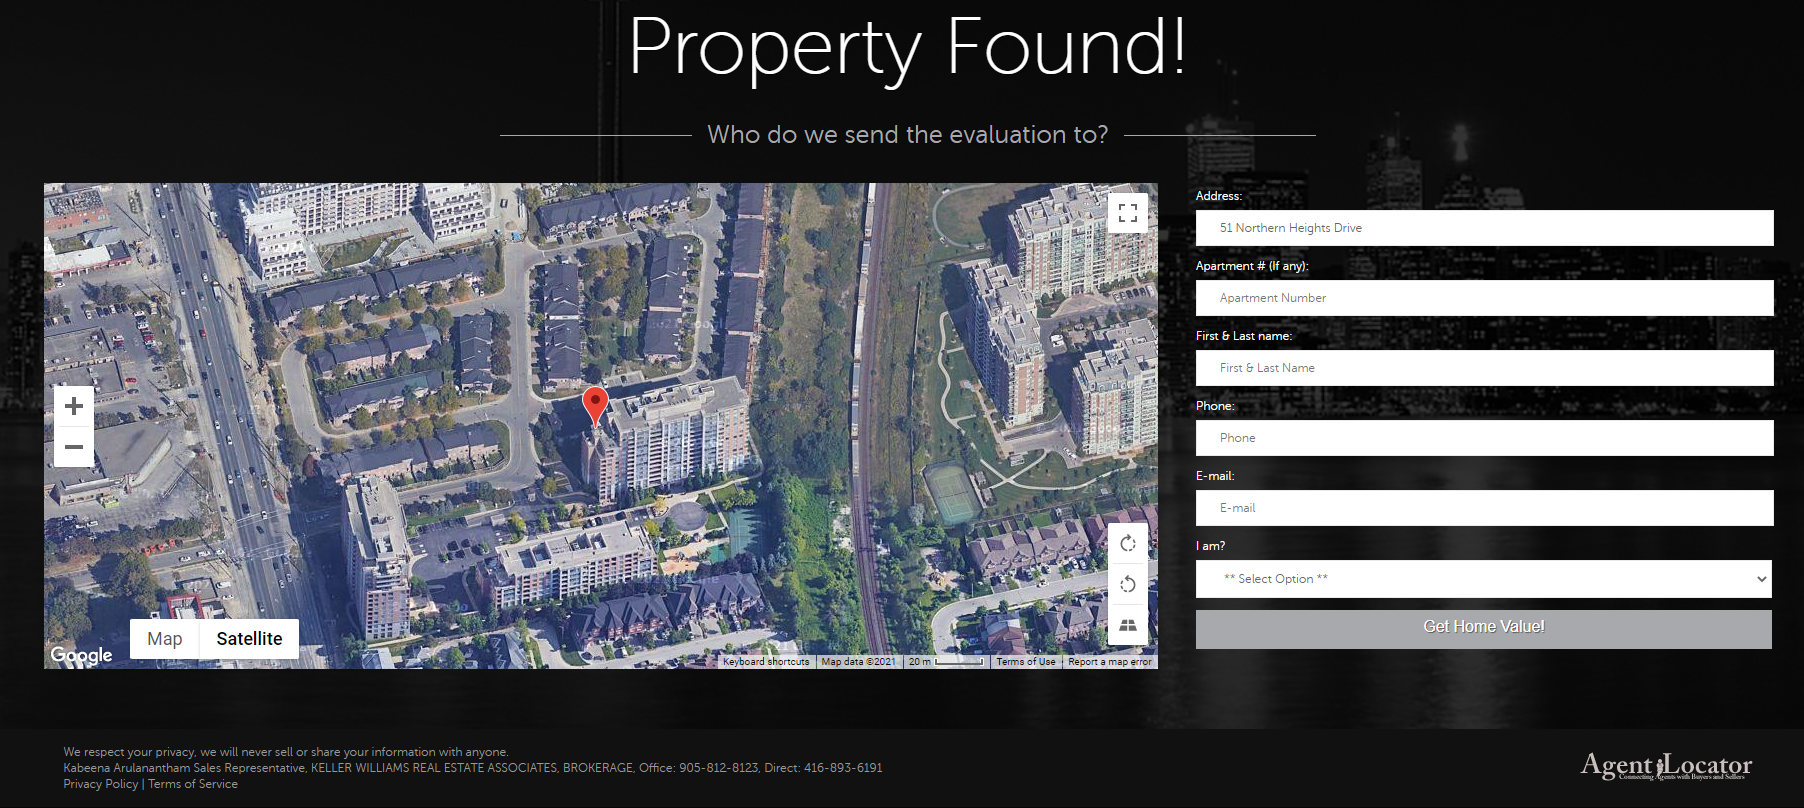 Property Found!
Who do we send the evaluation to?
Address:
51 Northern Heights Drive
Apartment # (If any):
Apartment Number
First & Last name:
First & Last Name
Phone:
Phone
E-mail:
E-mail
I am?
** Select Option **
Get Home Value!
Map
Satellite
Google
Keyboard shortcuts
Map data ©2021
20 m
Terms of Use
Report a map error
We respect your privacy, we will never sell or share your information with anyone.
Kabeena Arulanantham Sales Representative, KELLER WILLIAMS REAL ESTATE ASSOCIATES, BROKERAGE, Office: 905-812-8123, Direct: 416-893-6191
Privacy Policy | Terms of Service
Agent Locator
Connecting Agents with Buyers and Sellers